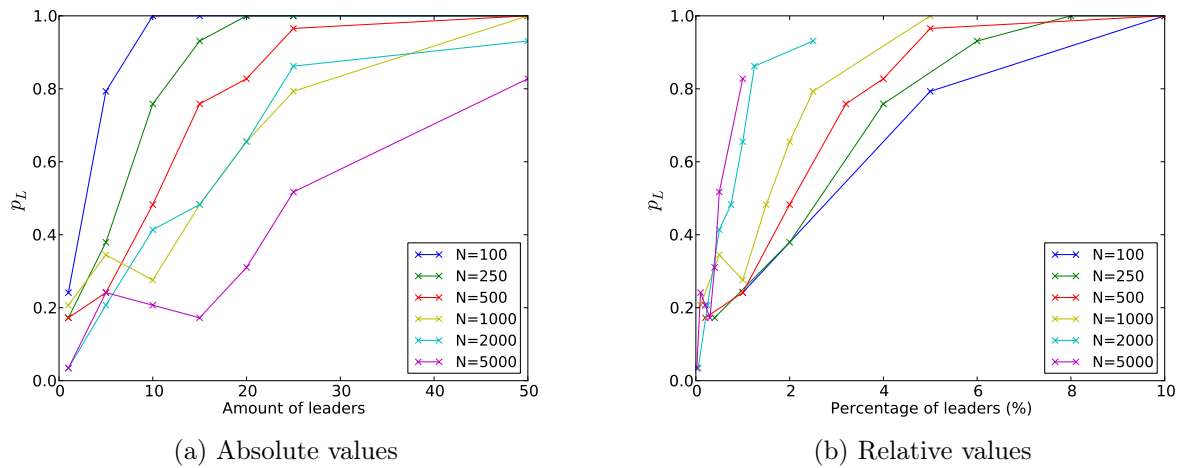 1.0
0.8
0.6
0.4
0.2
0.0
p_L
0 10 20 30 40 50
Amount of leaders
N=100
N=250
N=500
N=1000
N=2000
N=5000
(a) Absolute values
1.0
0.8
0.6
0.4
0.2
0.0
p_L
0 2 4 6 8 10
Percentage of leaders (%)
N=100
N=250
N=500
N=1000
N=2000
N=5000
(b) Relative values